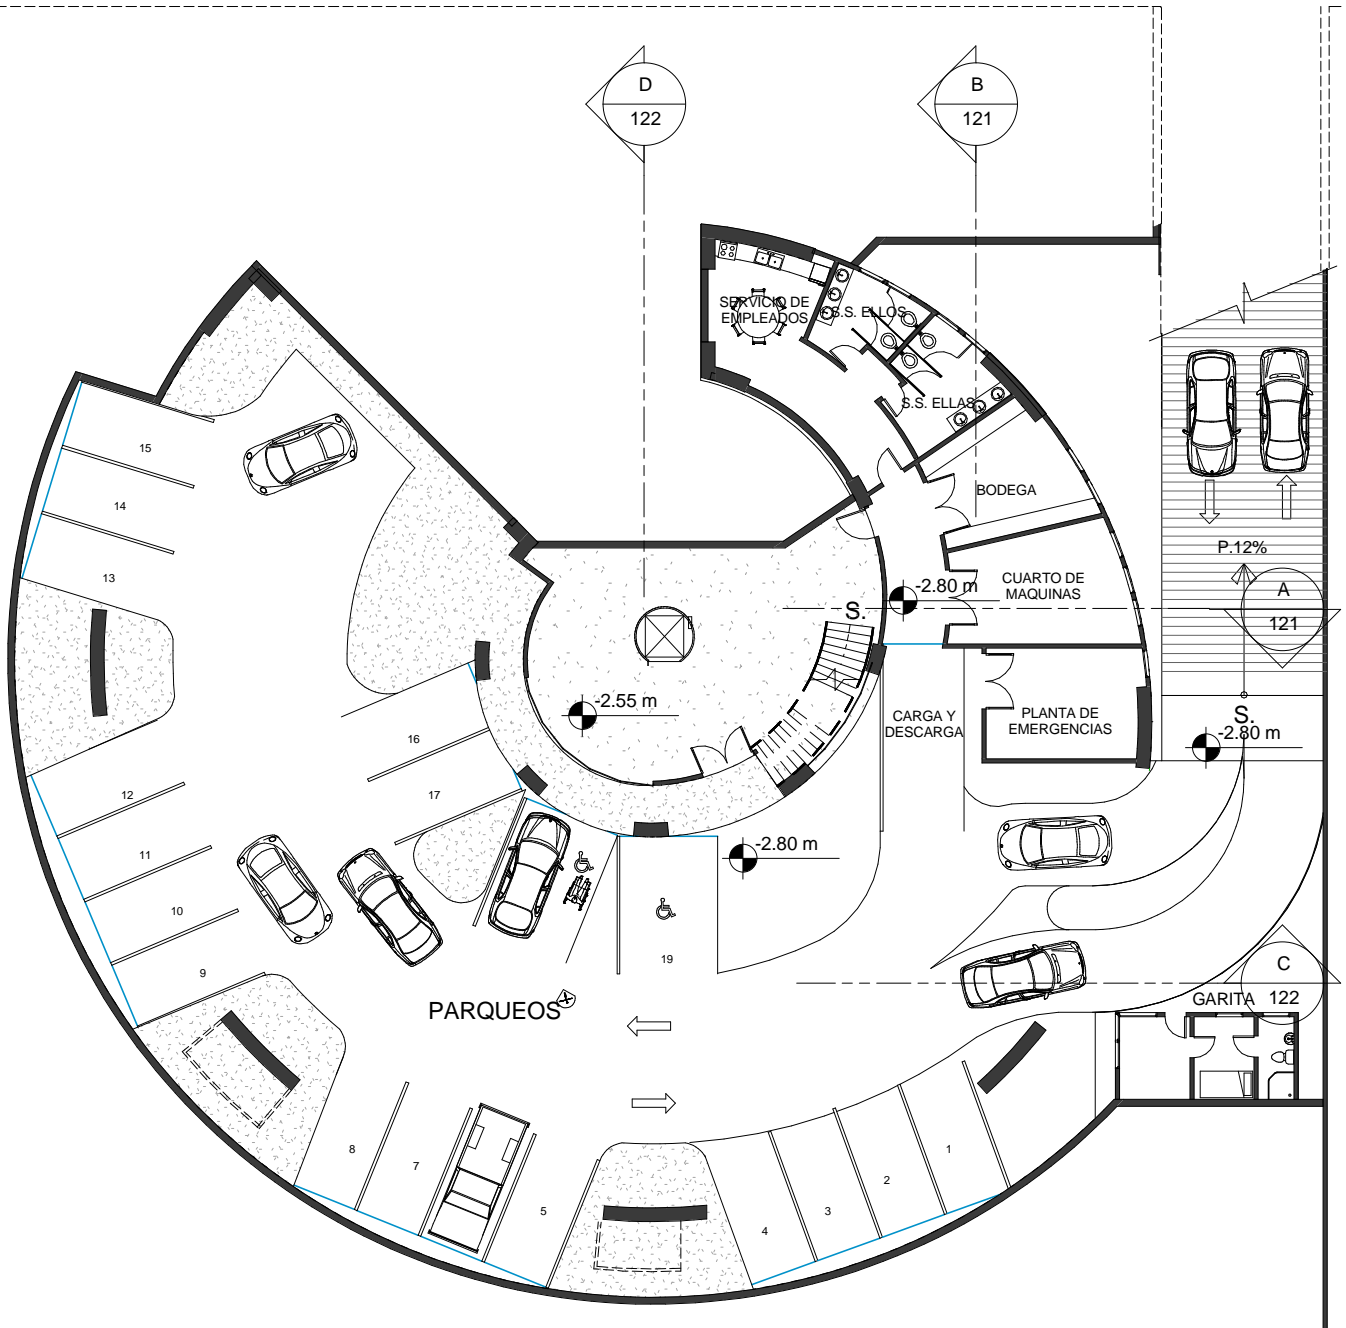 D
122
B
121
SERVICIO DE
EMPLEADOS
S.S. ELLOS
S.S. ELLAS
BODEGA
P.12%
CUARTO DE
MAQUINAS
-2.80 m
S.
A
121
-2.55 m
CARGA Y
DESCARGA
PLANTA DE
EMERGENCIAS
S.
-2.80 m
-2.80 m
15
14
13
16
17
12
11
10
9
19
PARQUEOS
C
122
GARITA
8
7
5
4
3
2
1